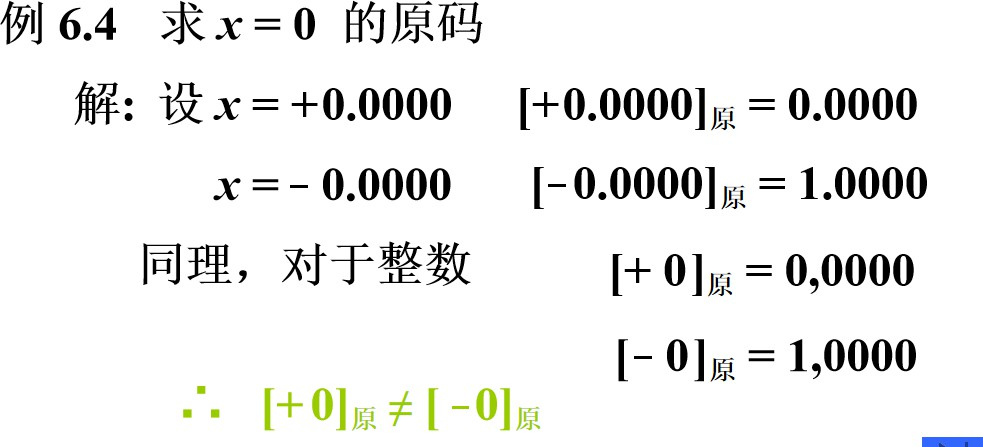 例 6.4 求 x = 0 的原码
解: 设 x = +0.0000 [+0.0000]原 = 0.0000
x = – 0.0000 [–0.0000]原 = 1.0000
同理，对于整数 [+ 0]原 = 0,0000
[– 0]原 = 1,0000
∴ [+ 0]原 ≠ [ –0]原